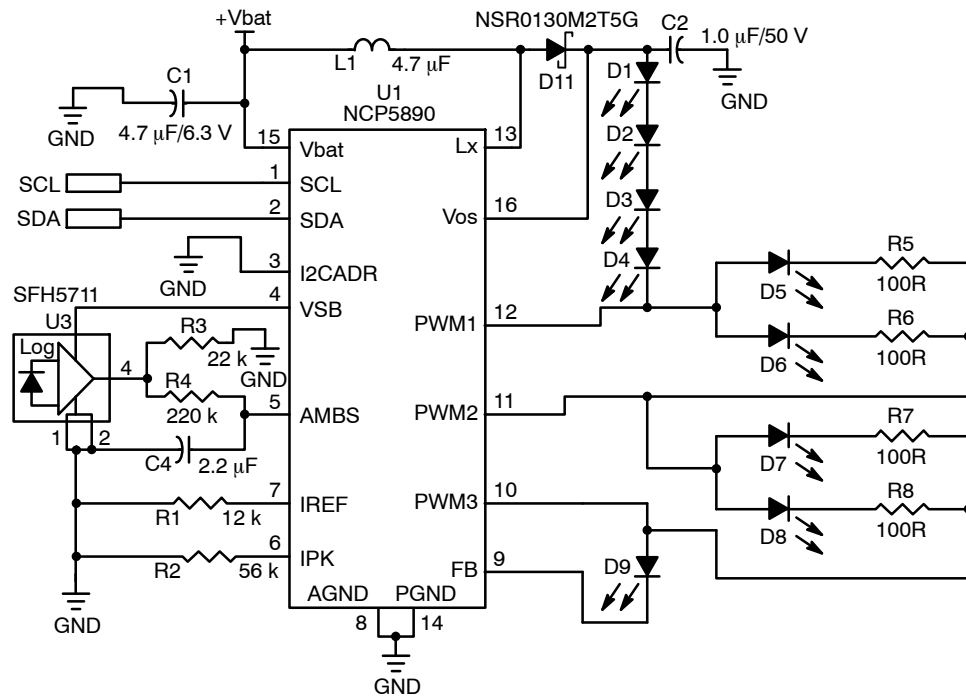 +Vbat
NSR0130M2T5G
C2
1.0 μF/50 V
L1
4.7 μF
D11
GND
C1
GND
4.7 μF/6.3 V
U1
NCP5890
D1
D2
D3
D4
15
Vbat
Lx
13
SCL
1
SCL
SDA
2
SDA
Vos
16
GND
3
I2CADR
SFH5711
U3
4
VSB
Log
4
R3
22 k
GND
R4
220 k
5
AMBS
1
2
C4
2.2 μF
R1
12 k
7
IREF
R2
56 k
6
IPK
GND
PWM1
12
D5
R5
100R
D6
R6
100R
PWM2
11
D7
R7
100R
D8
R8
100R
PWM3
10
FB
9
D9
AGND
PGND
8
14
GND